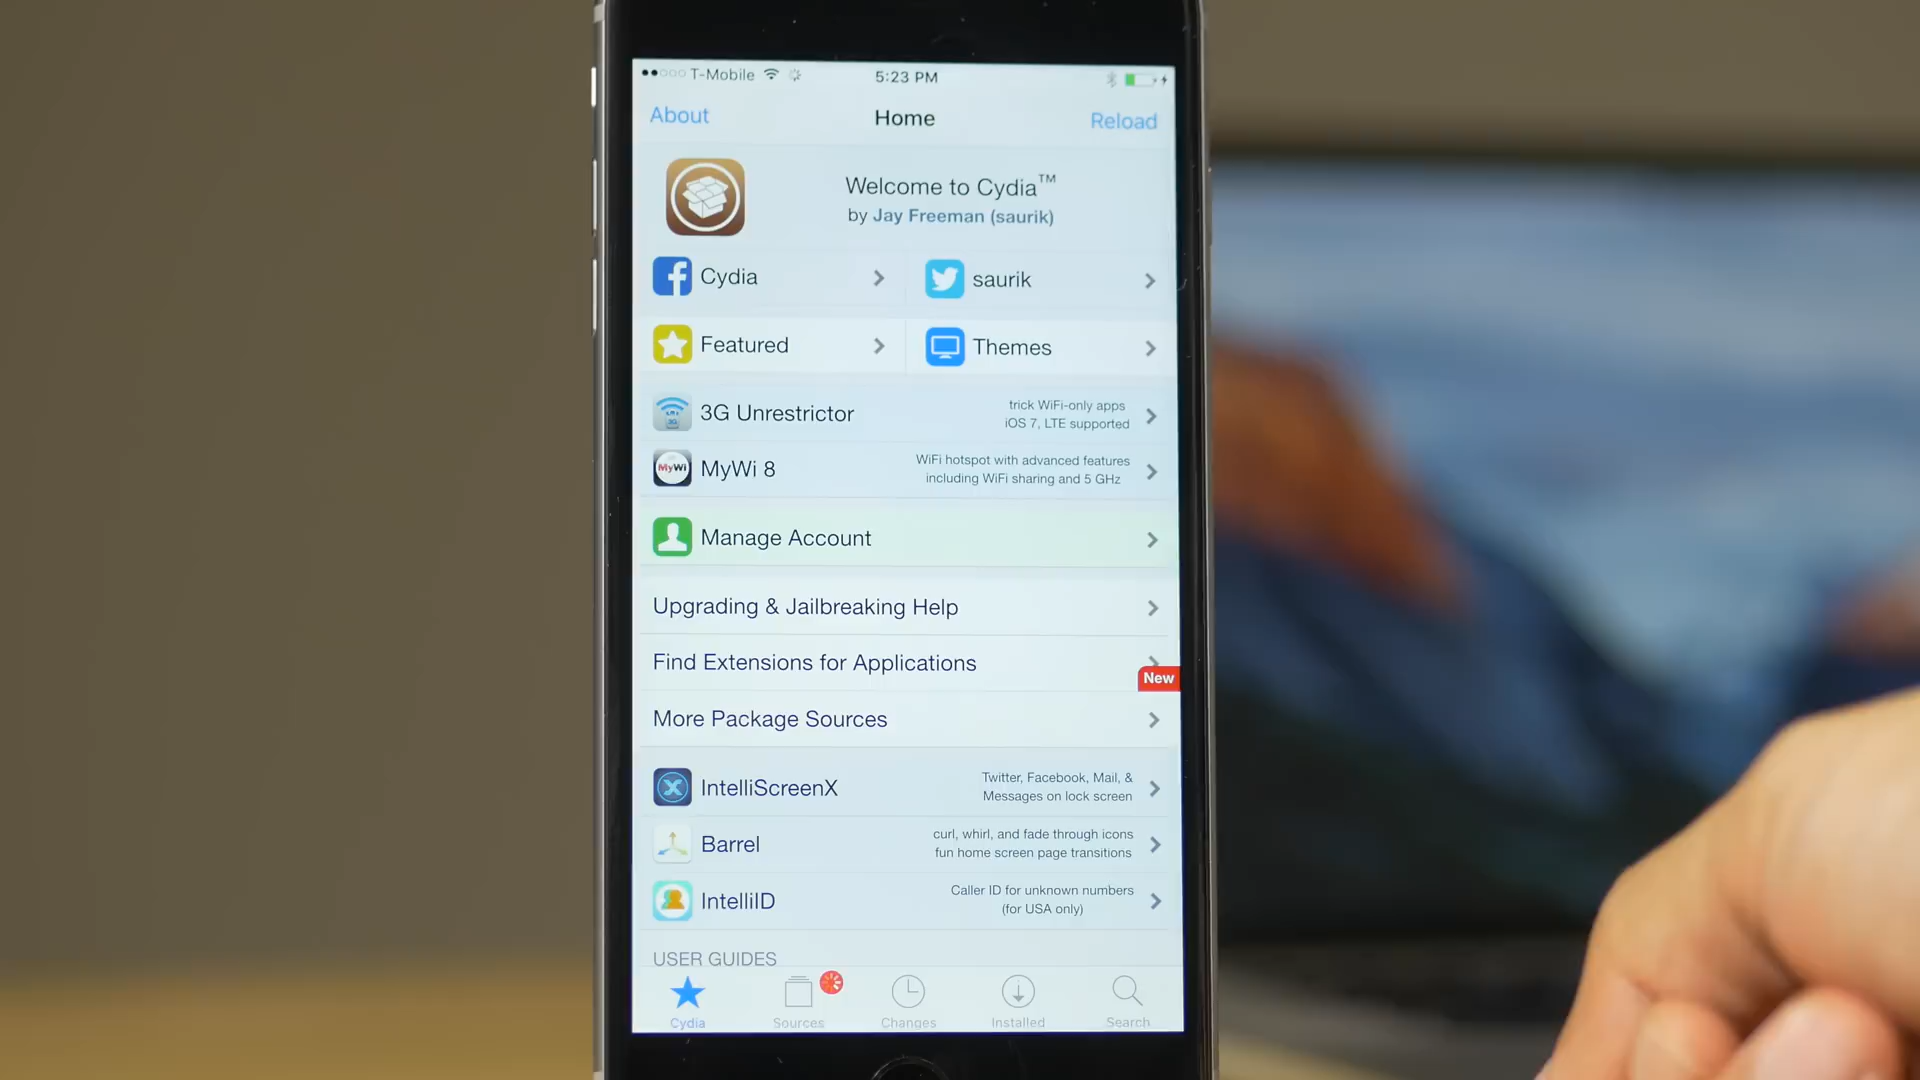 T-Mobile 5:23 PM
About Home Reload
Welcome to Cydia™
by Jay Freeman (saurik)
Cydia saurik
Featured Themes
3G Unrestrictor
trick WiFi-only apps
iOS 7, LTE supported
MyWi
MyWi 8
WiFi hotspot with advanced features
including WiFi sharing and 5 GHz
Manage Account
Upgrading & Jailbreaking Help
Find Extensions for Applications
New
More Package Sources
IntelliScreenX
Twitter, Facebook, Mail, &
Messages on lock screen
Barrel
curl, whirl, and fade through icons
fun home screen page transitions
IntelliID
Caller ID for unknown numbers
(for USA only)
USER GUIDES
Cydia Sources Changes Installed Search